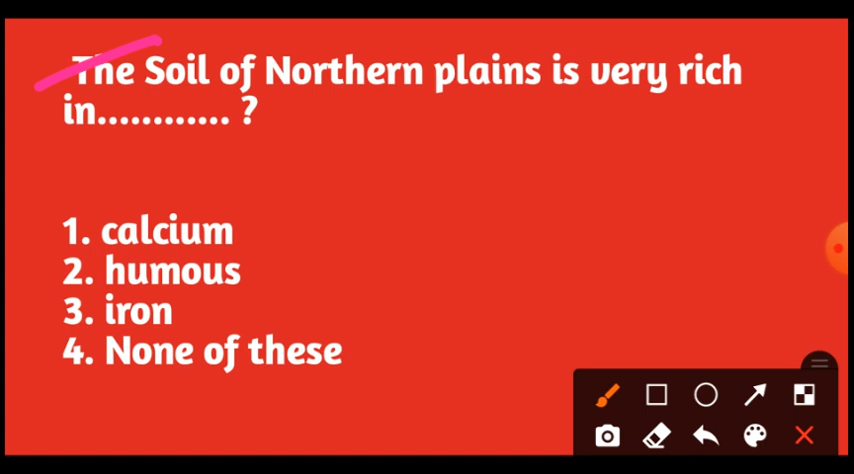 The Soil of Northern plains is very rich
in............ ?
1. calcium
2. humous
3. iron
4. None of these